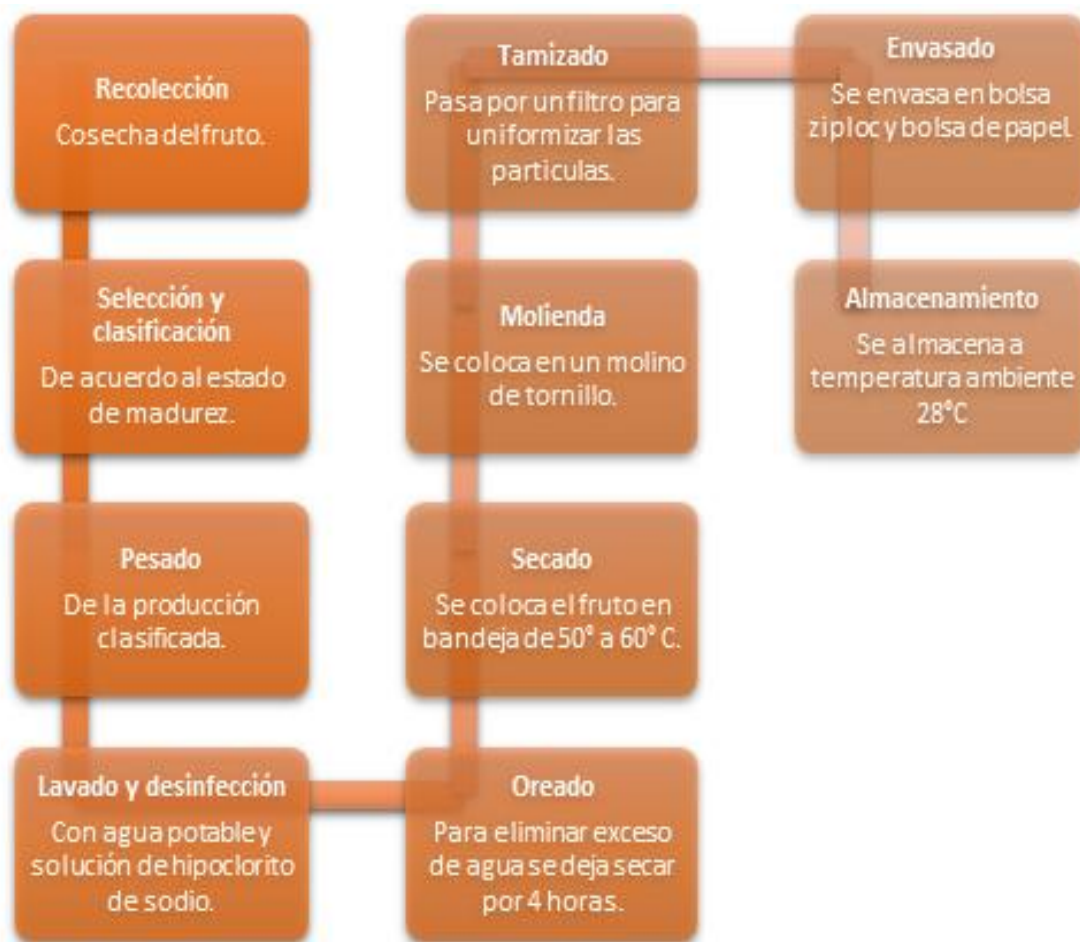 Recolección
Cosecha del fruto.
Selección y
clasificación
De acuerdo al estado
de madurez.
Pesado
De la producción
clasificada.
Lavado y desinfección
Con agua potable y
solución de hipoclorito
de sodio.
Oreado
Para eliminar exceso
de agua se deja secar
por 4 horas.
Secado
Se coloca el fruto en
bandeja de 50° a 60° C.
Molienda
Se coloca en un molino
de tornillo.
Tamizado
Pasa por un filtro para
uniformizar las
particulas.
Envasado
Se envasa en bolsa
ziploc y bolsa de papel.
Almacenamiento
Se almacena a
temperatura ambiente
28°C